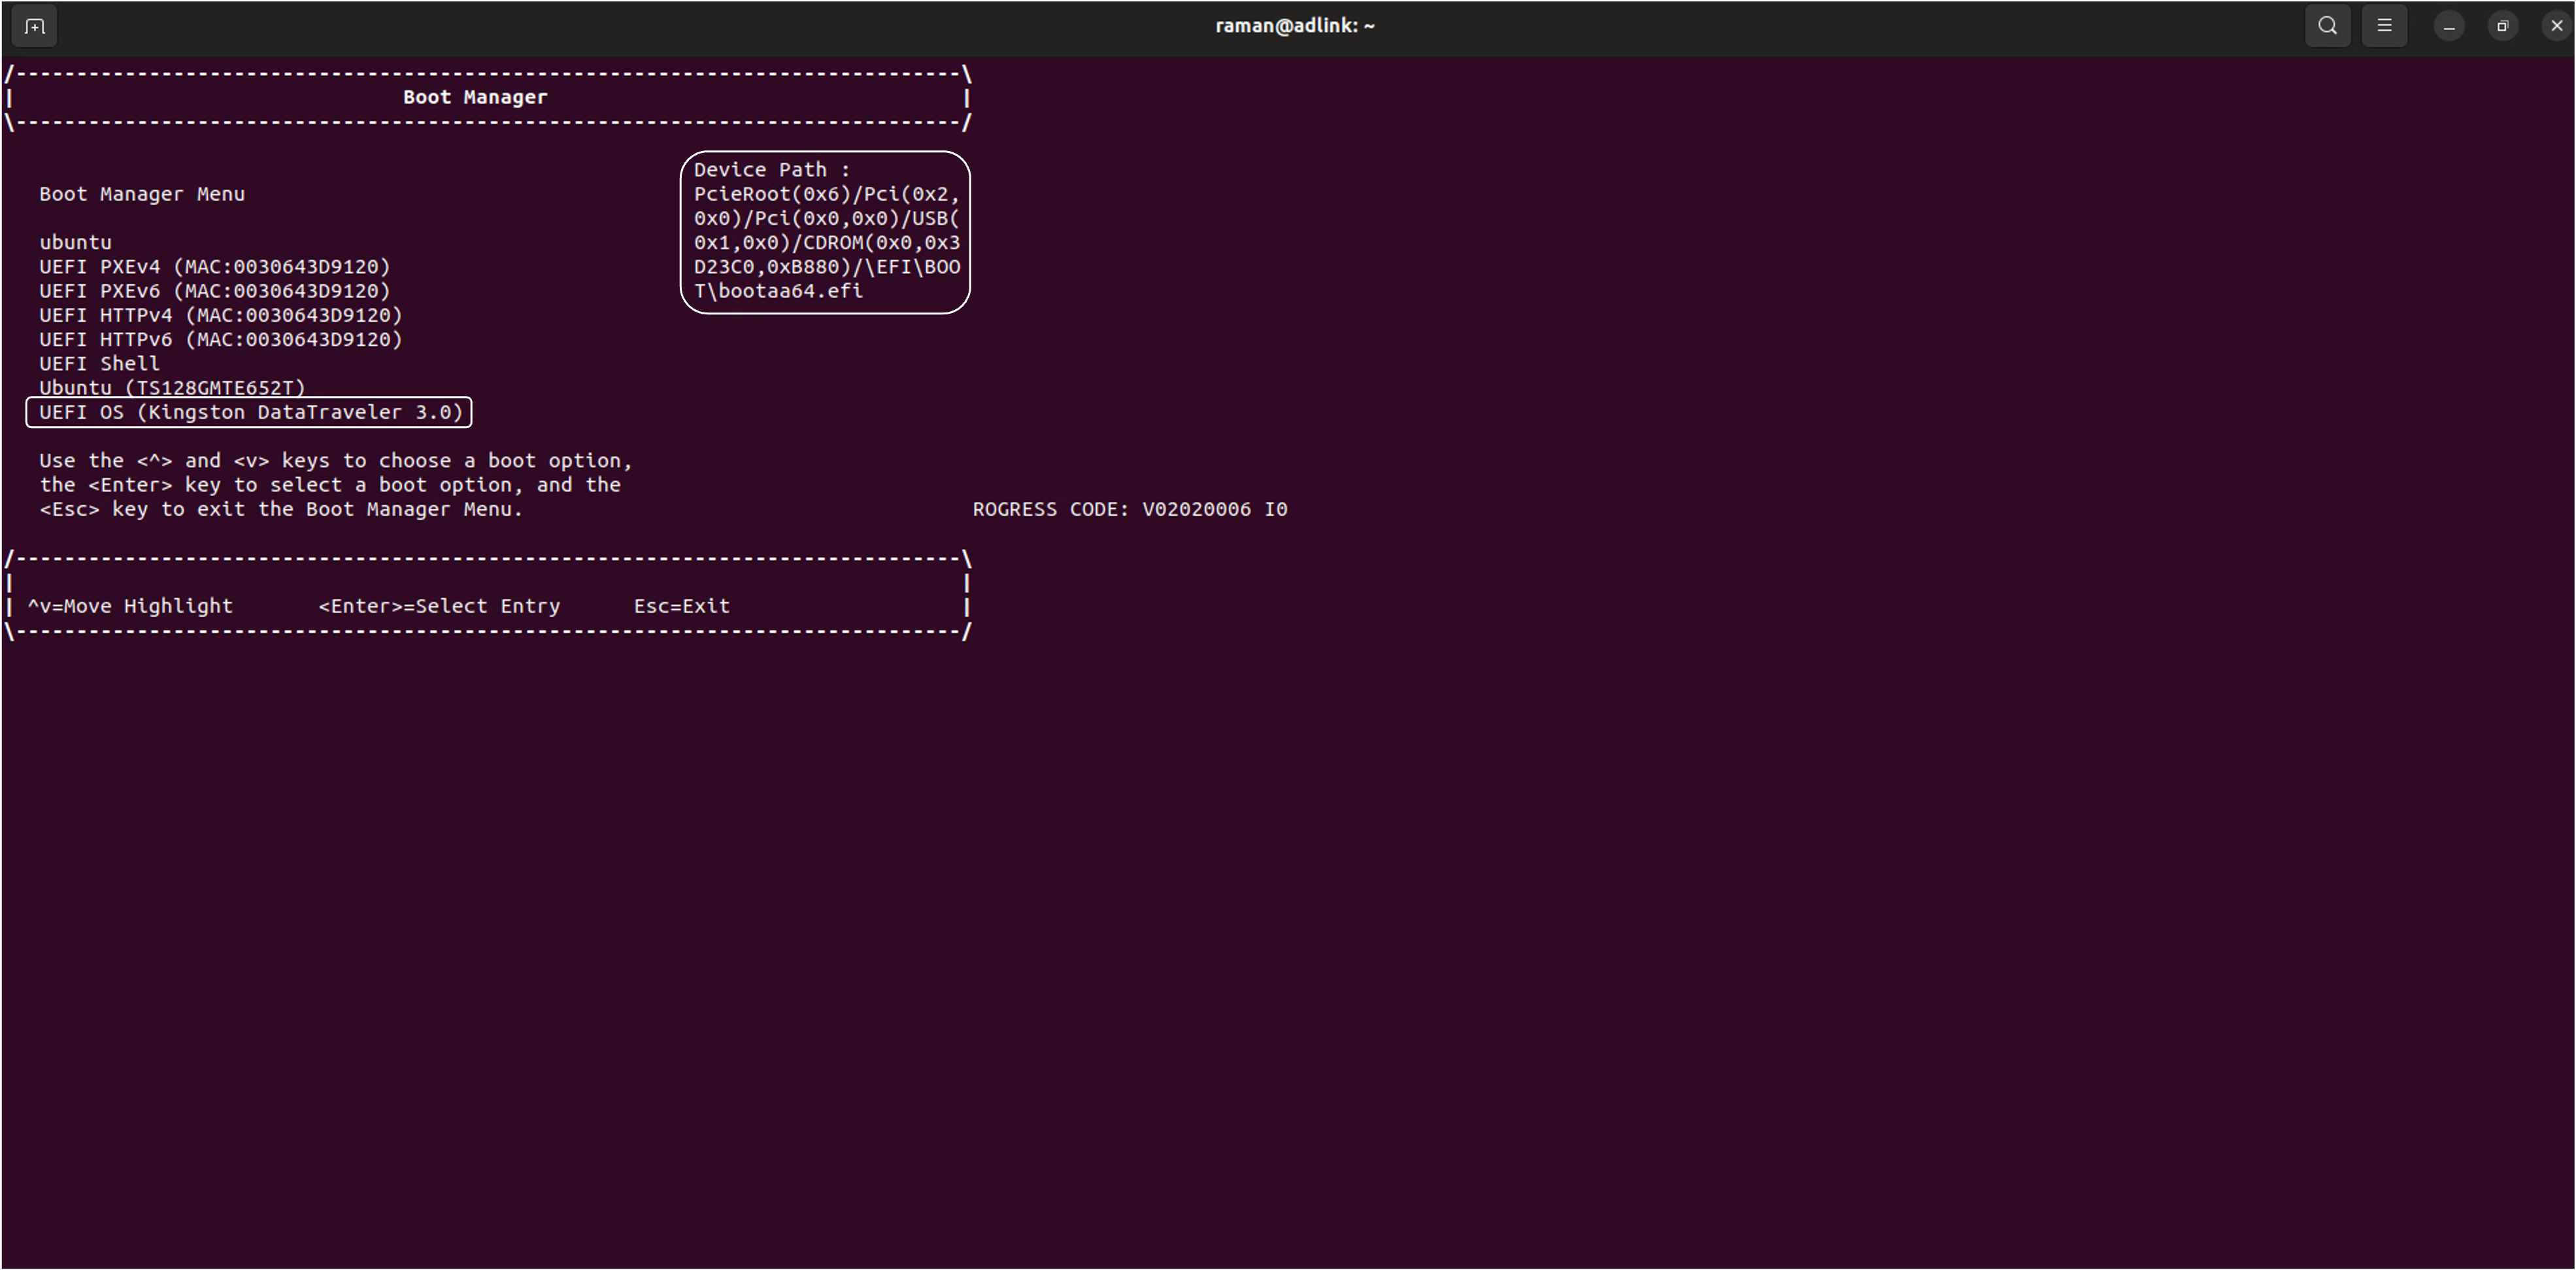 raman@adlink: ~
/------------------------------------------------------------------------------\
|                                Boot Manager                                  |
\------------------------------------------------------------------------------/
Device Path :
Boot Manager Menu PcieRoot(0x6)/Pci(0x2,
0x0)/Pci(0x0,0x0)/USB(
ubuntu 0x1,0x0)/CDROM(0x0,0x3
UEFI PXEv4 (MAC:0030643D9120) D23C0,0xB880)/\EFI\BOO
UEFI PXEv6 (MAC:0030643D9120) T\bootaa64.efi
UEFI HTTPv4 (MAC:0030643D9120)
UEFI HTTPv6 (MAC:0030643D9120)
UEFI Shell
Ubuntu (TS128GMTE652T)
UEFI OS (Kingston DataTraveler 3.0)
Use the <^> and <v> keys to choose a boot option,
the <Enter> key to select a boot option, and the
<Esc> key to exit the Boot Manager Menu. ROGRESS CODE: V02020006 I0
/------------------------------------------------------------------------------\
|                                                                              |
| ^v=Move Highlight       <Enter>=Select Entry      Esc=Exit                   |
\------------------------------------------------------------------------------/